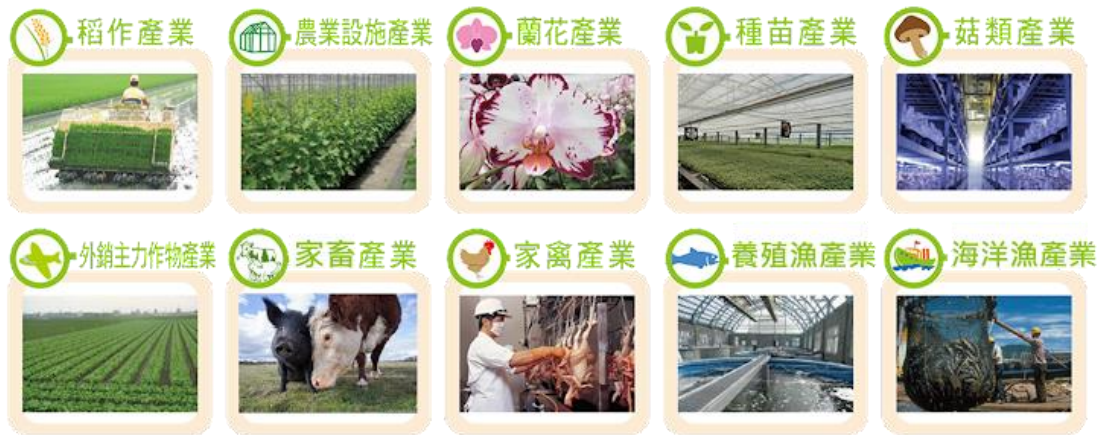 稻作產業
農業設施產業
蘭花產業
種苗產業
菇類產業
外銷主力作物產業
家畜產業
家禽產業
養殖漁產業
海洋漁產業